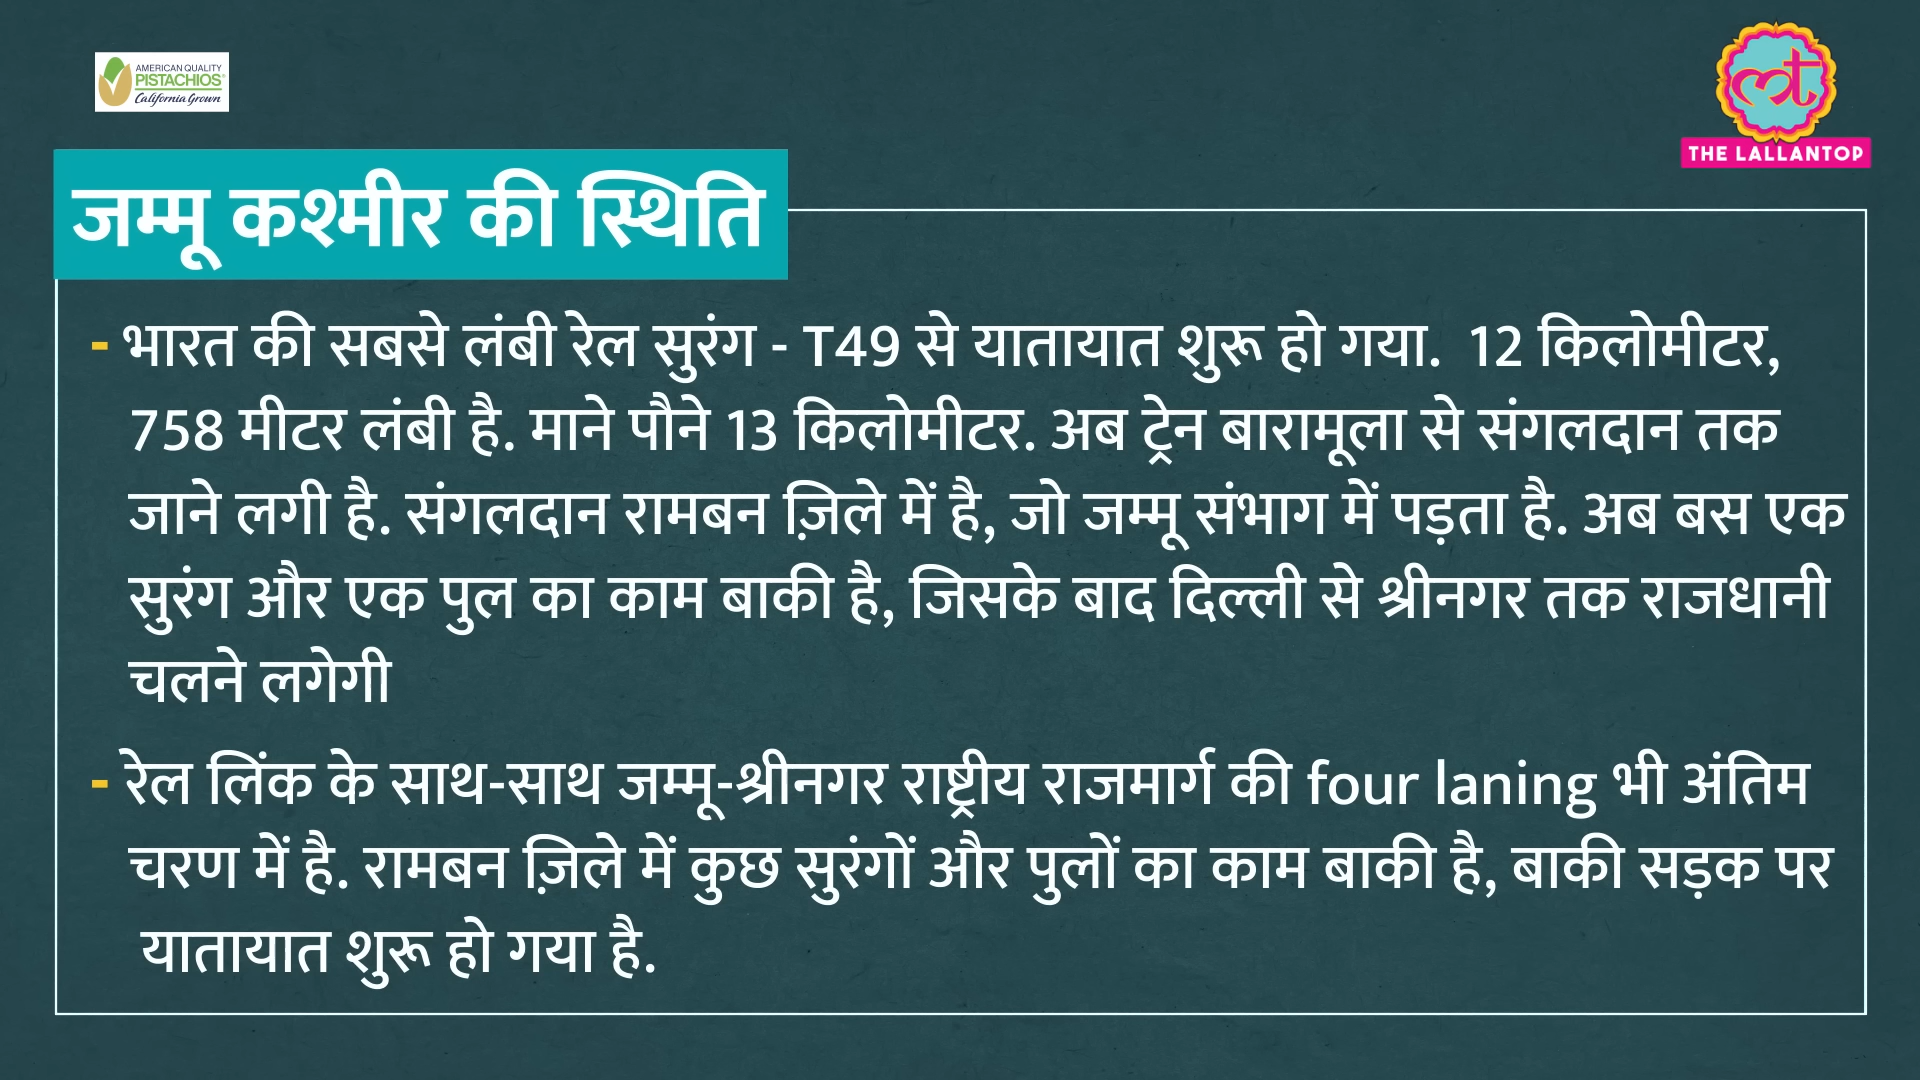 AMERICAN QUALITY
PISTACHIOS
California Grown
THE LALLANTOP
जम्मू कश्मीर की स्थिति
- भारत की सबसे लंबी रेल सुरंग - T49 से यातायात शुरू हो गया. 12 किलोमीटर,
758 मीटर लंबी है. माने पौने 13 किलोमीटर. अब ट्रेन बारामूला से संगलदान तक
जाने लगी है. संगलदान रामबन ज़िले में है, जो जम्मू संभाग में पड़ता है. अब बस एक
सुरंग और एक पुल का काम बाकी है, जिसके बाद दिल्ली से श्रीनगर तक राजधानी
चलने लगेगी
- रेल लिंक के साथ-साथ जम्मू-श्रीनगर राष्ट्रीय राजमार्ग की four laning भी अंतिम
चरण में है. रामबन ज़िले में कुछ सुरंगों और पुलों का काम बाकी है, बाकी सड़क पर
यातायात शुरू हो गया है.